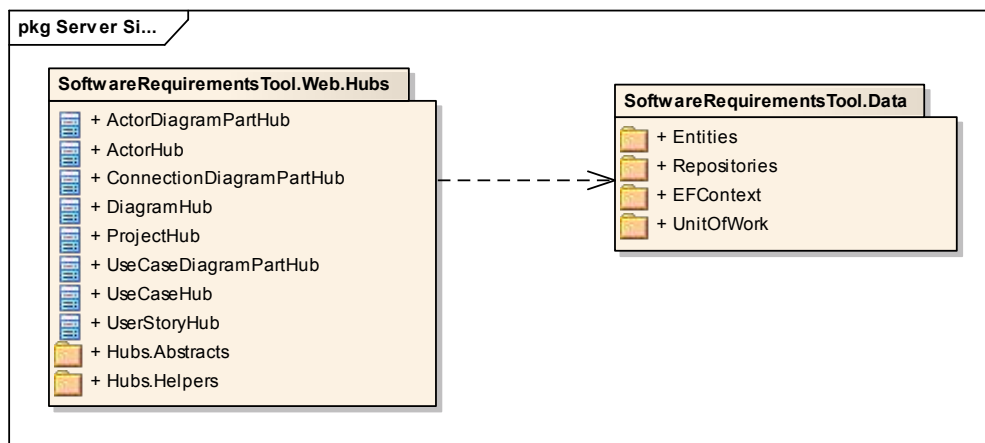 pkg Server Si...
SoftwareRequirementsTool.Web.Hubs
+ ActorDiagramPartHub
+ ActorHub
+ ConnectionDiagramPartHub
+ DiagramHub
+ ProjectHub
+ UseCaseDiagramPartHub
+ UseCaseHub
+ UserStoryHub
+ Hubs.Abstracts
+ Hubs.Helpers
SoftwareRequirementsTool.Data
+ Entities
+ Repositories
+ EFContext
+ UnitOfWork